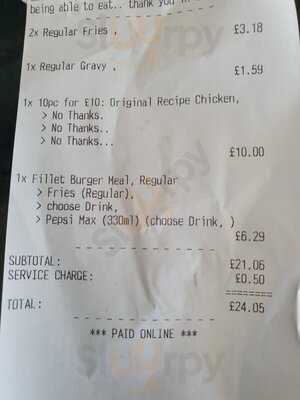 being able to eat.. thank you
2x Regular Fries , £3.18
1x Regular Gravy , £1.59
1x 10pc for £10: Original Recipe Chicken,
> No Thanks.
> No Thanks..
> No Thanks...
£10.00
1x Fillet Burger Meal, Regular
> Fries (Regular),
> choose Drink,
> Pepsi Max (330ml) (choose Drink, )
£6.29
SUBTOTAL: £21.06
SERVICE CHARGE: £0.50
TOTAL: £24.05
*** PAID ONLINE ***
Sluurpy
Sluurpy
Sluurpy